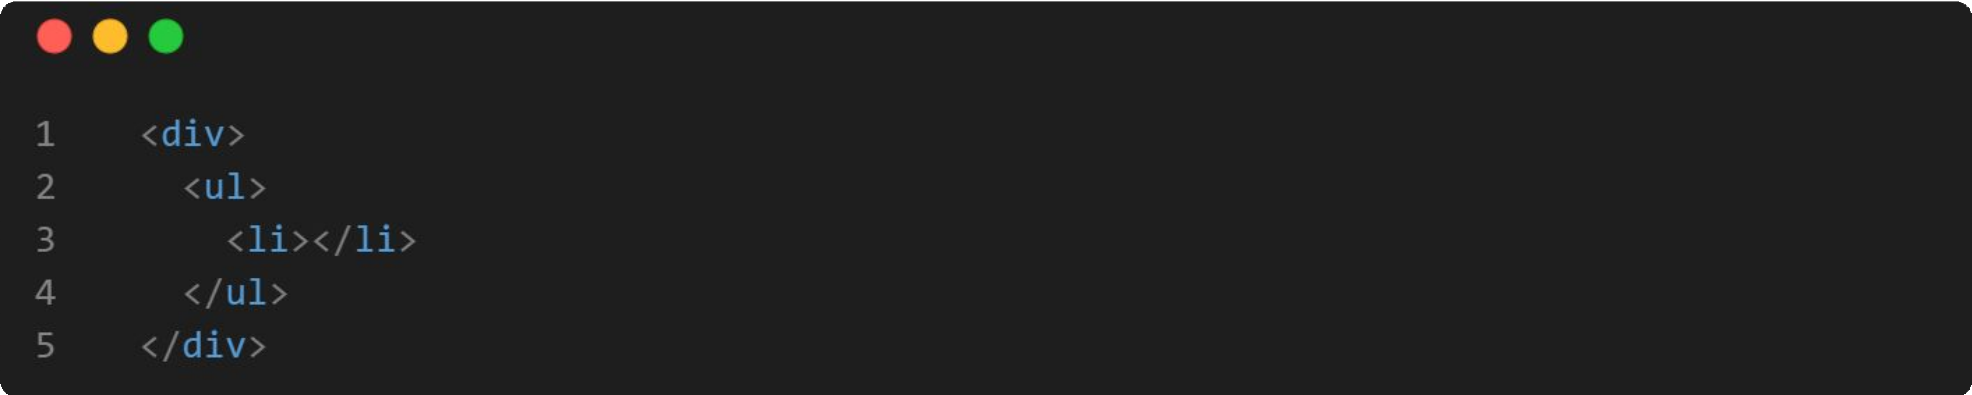 1    <div>
2      <ul>
3        <li></li>
4      </ul>
5    </div>